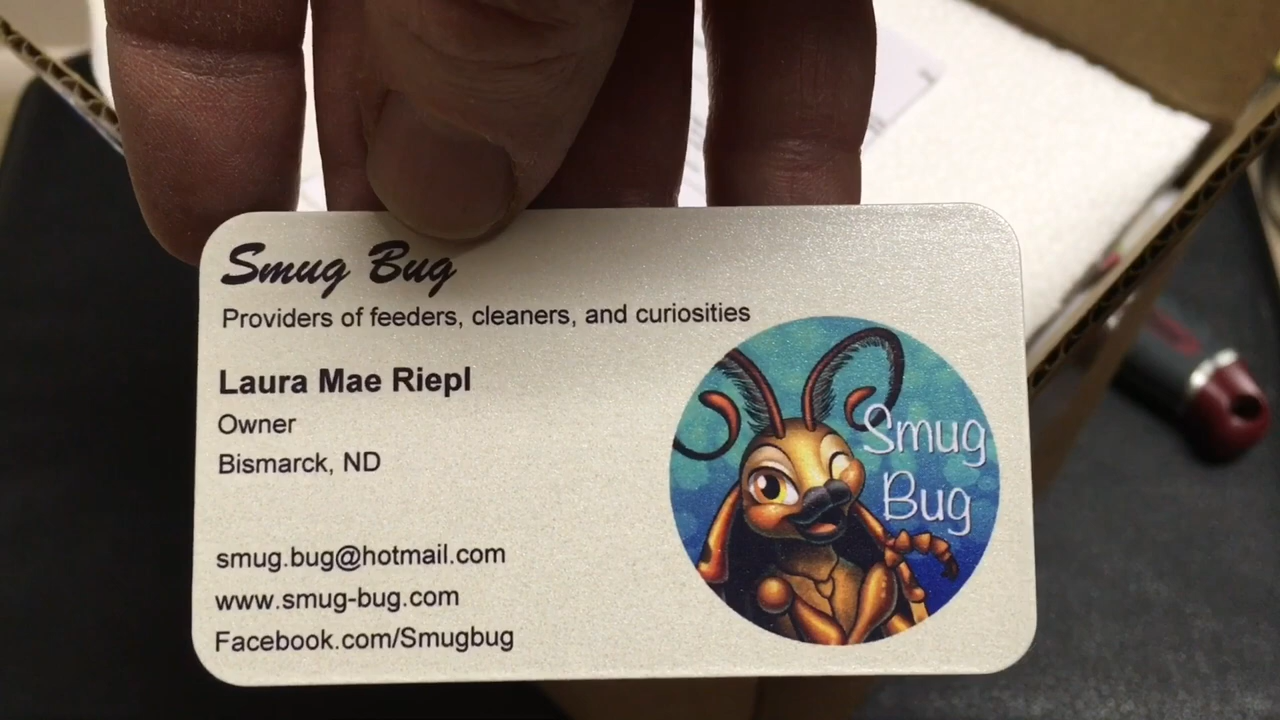 Smug Bug
Providers of feeders, cleaners, and curiosities
Laura Mae Riepl
Owner
Bismarck, ND
smug.bug@hotmail.com
www.smug-bug.com
Facebook.com/Smugbug
Smug
Bug